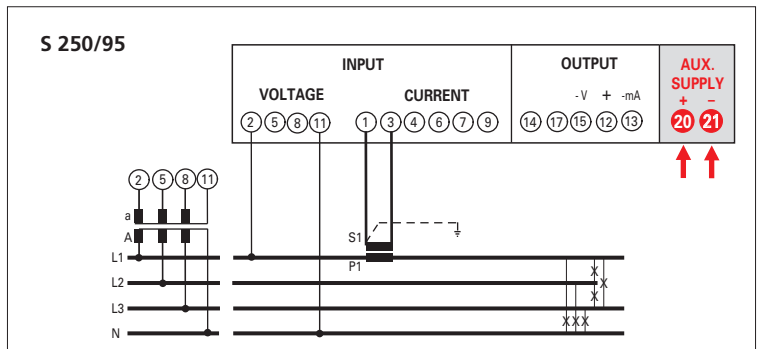 S 250/95
INPUT
OUTPUT
AUX.
SUPPLY
VOLTAGE
CURRENT
- V + -mA
+ −
2 5 8 11
1 3 4 6 7 9
14 17 15 12 13
20 21
2 5 8 11
a
A
S1
P1
L1
L2
L3
N
X
X
X
X X X